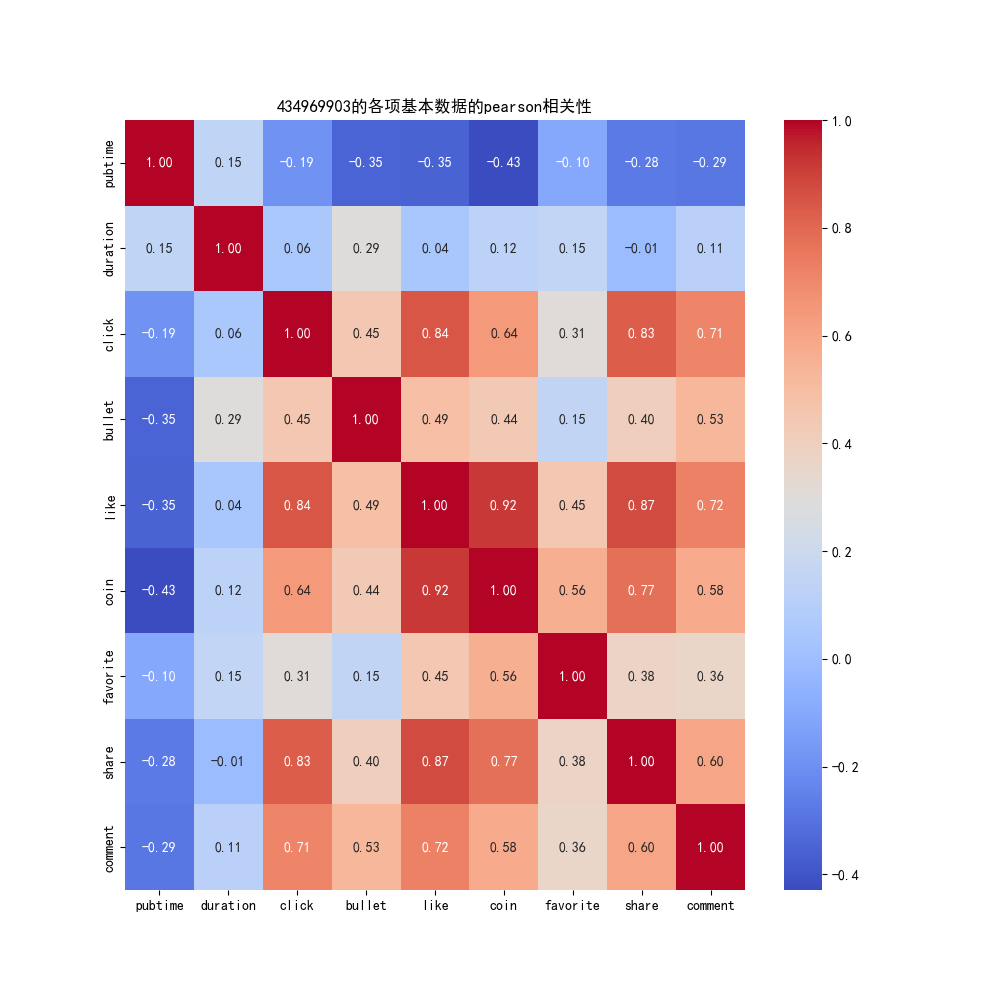 434969903的各项基本数据的pearson相关性
pubtime 1.00 0.15 −0.19 −0.35 −0.35 −0.43 −0.10 −0.28 −0.29
duration 0.15 1.00 0.06 0.29 0.04 0.12 0.15 −0.01 0.11
click −0.19 0.06 1.00 0.45 0.84 0.64 0.31 0.83 0.71
bullet −0.35 0.29 0.45 1.00 0.49 0.44 0.15 0.40 0.53
like −0.35 0.04 0.84 0.49 1.00 0.92 0.45 0.87 0.72
coin −0.43 0.12 0.64 0.44 0.92 1.00 0.56 0.77 0.58
favorite −0.10 0.15 0.31 0.15 0.45 0.56 1.00 0.38 0.36
share −0.28 −0.01 0.83 0.40 0.87 0.77 0.38 1.00 0.60
comment −0.29 0.11 0.71 0.53 0.72 0.58 0.36 0.60 1.00
pubtime duration click bullet like coin favorite share comment
1.0
0.8
0.6
0.4
0.2
0.0
−0.2
−0.4